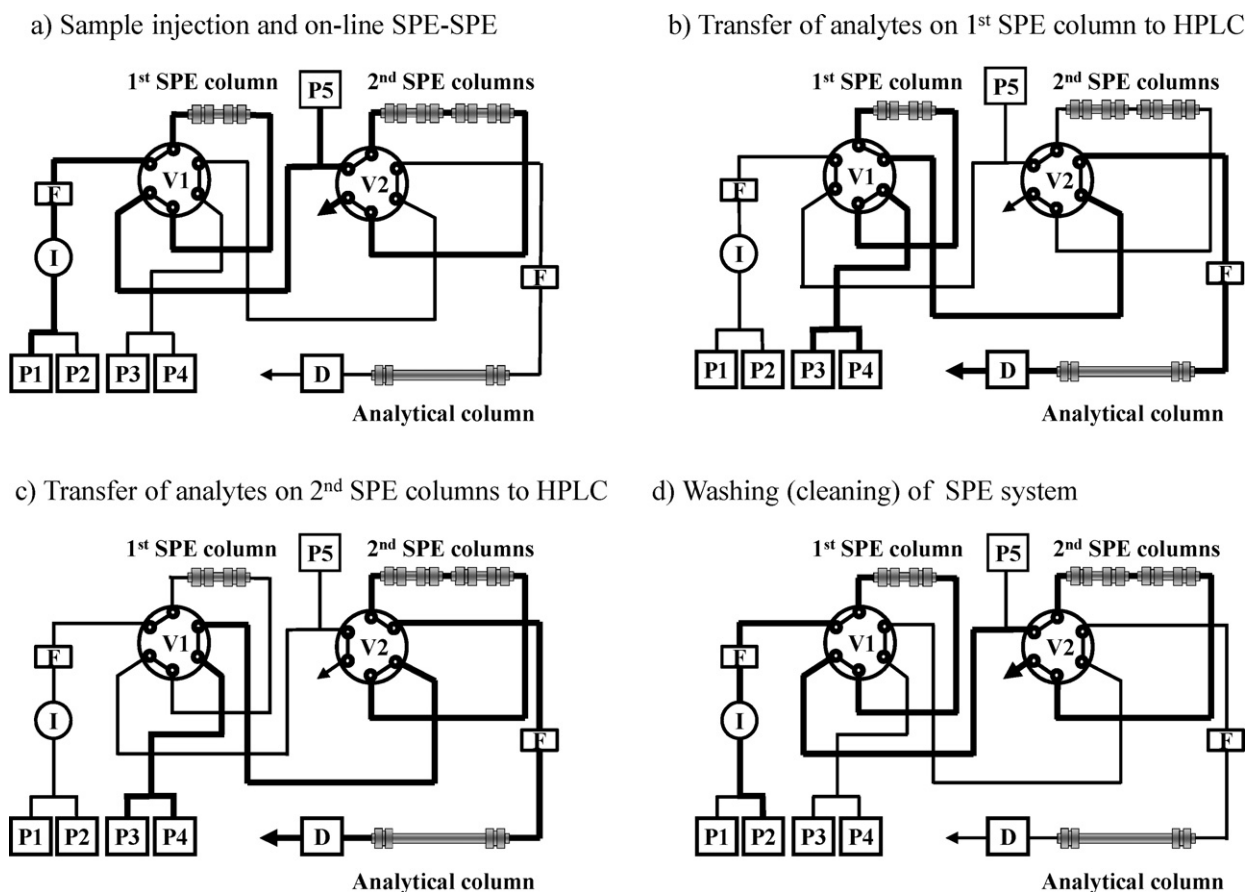 a) Sample injection and on-line SPE-SPE
1st SPE column
P5
2nd SPE columns
V1
V2
F
I
F
P1 P2 P3 P4
D
Analytical column
b) Transfer of analytes on 1st SPE column to HPLC
1st SPE column
P5
2nd SPE columns
V1
V2
F
I
F
P1 P2 P3 P4
D
Analytical column
c) Transfer of analytes on 2nd SPE columns to HPLC
1st SPE column
P5
2nd SPE columns
V1
V2
F
I
F
P1 P2 P3 P4
D
Analytical column
d) Washing (cleaning) of SPE system
1st SPE column
P5
2nd SPE columns
V1
V2
F
I
F
P1 P2 P3 P4
D
Analytical column